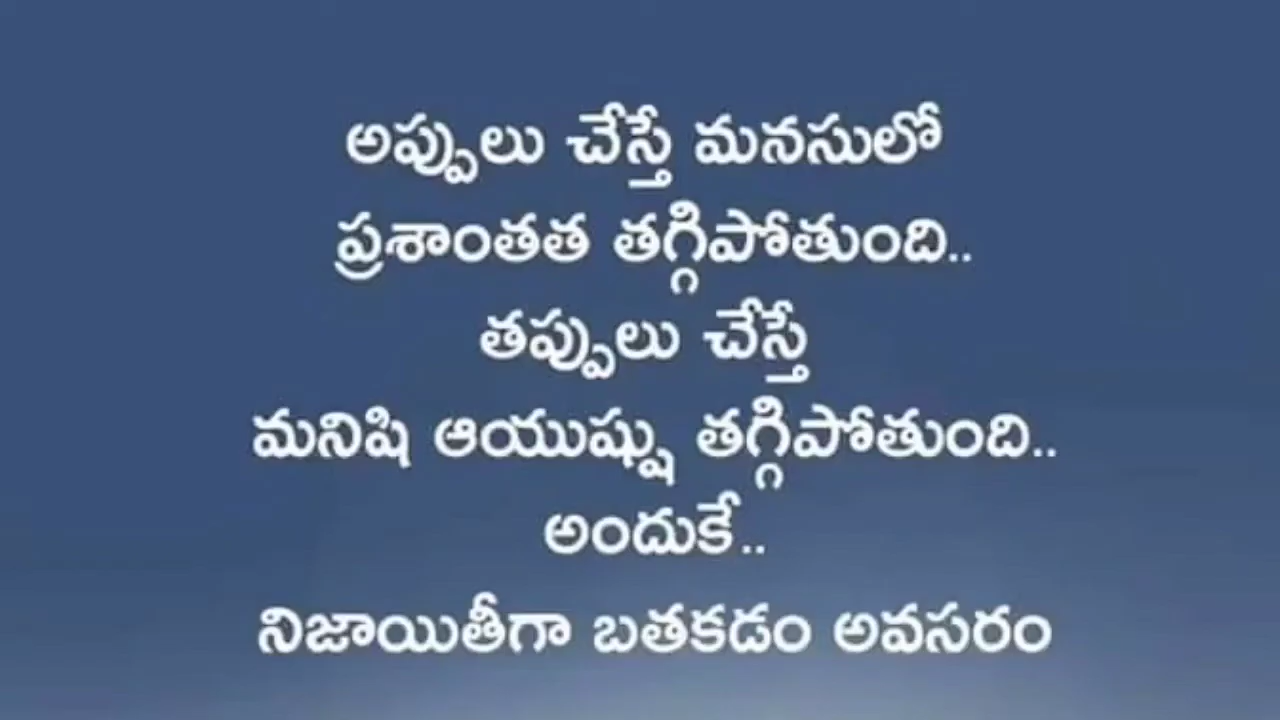 అప్పులు చేస్తే మనసులో
ప్రశాంతత తగ్గిపోతుంది..
తప్పులు చేస్తే
మనిషి ఆయుష్షు తగ్గిపోతుంది..
అందుకే..
నిజాయితీగా బతకడం అవసరం